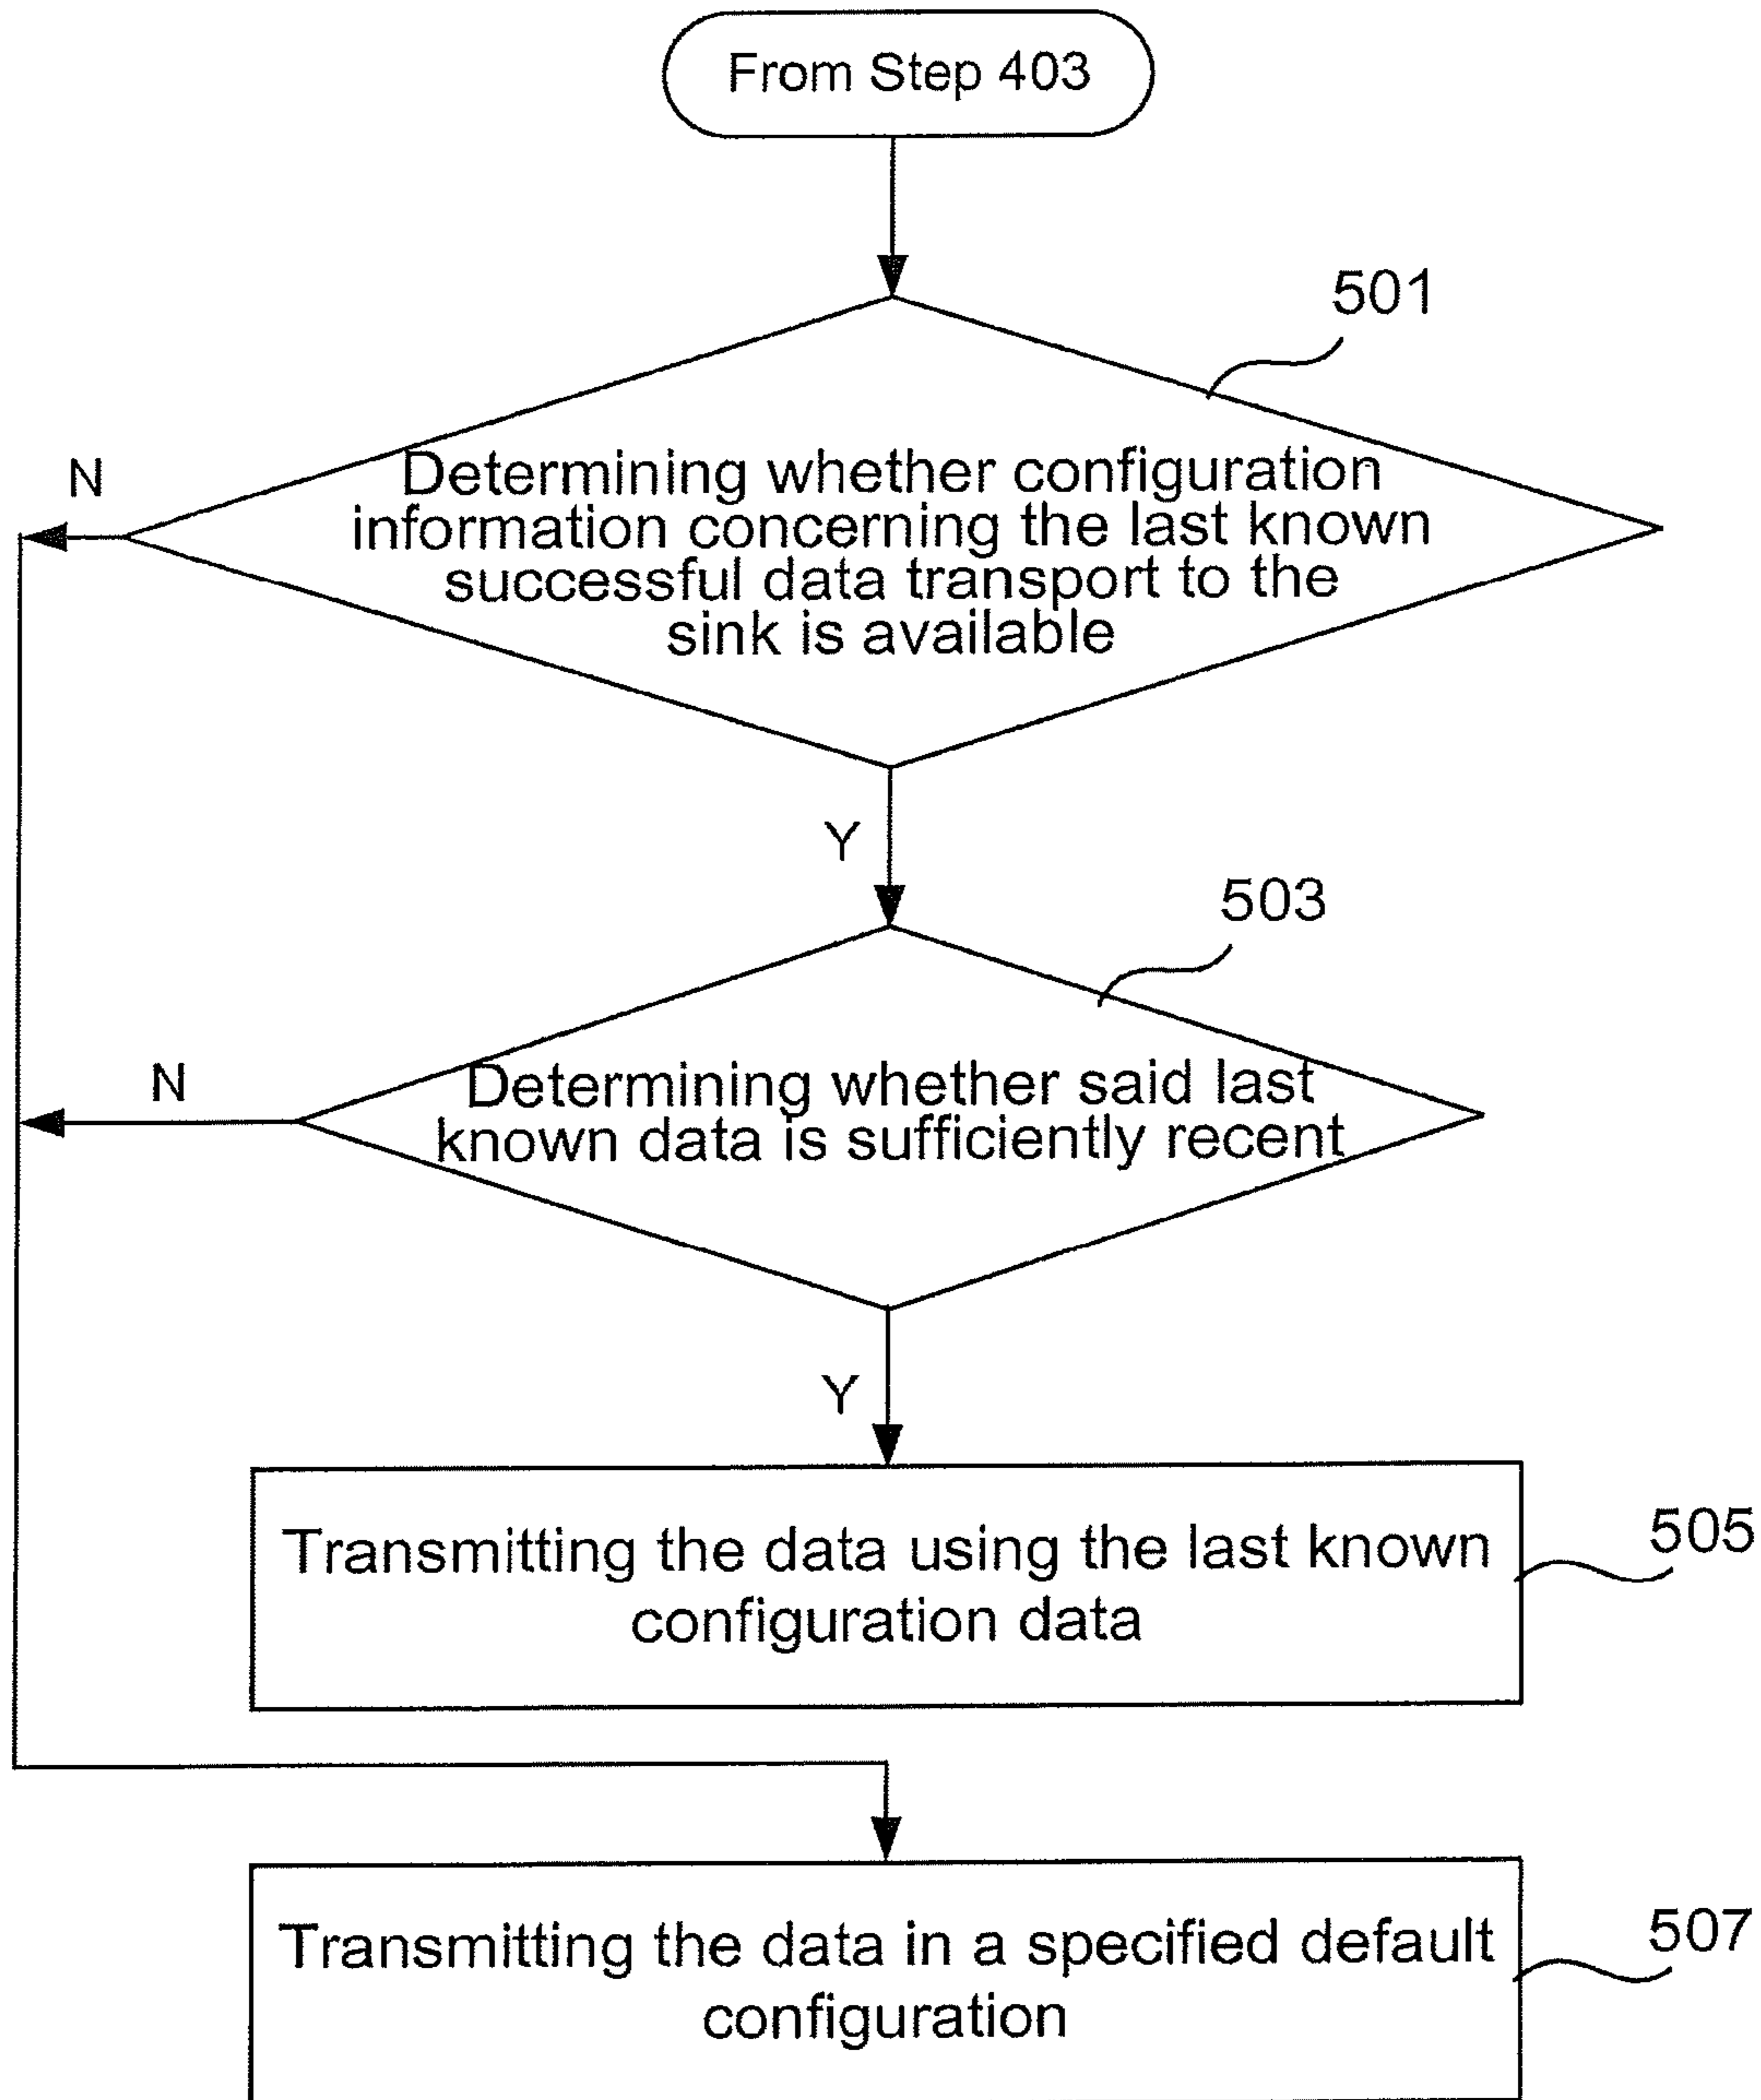 From Step 403
501
Determining whether configuration
information concerning the last known
successful data transport to the
sink is available
N
Y
503
Determining whether said last
known data is sufficiently recent
N
Y
Transmitting the data using the last known
configuration data
505
Transmitting the data in a specified default
configuration
507